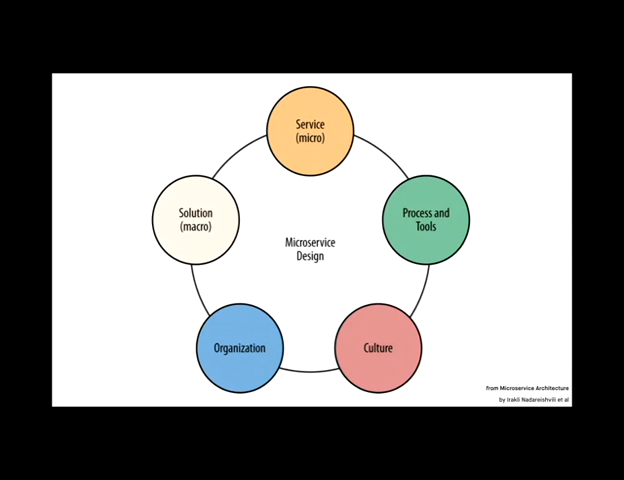 Service
(micro)
Solution
(macro)
Process and
Tools
Microservice
Design
Organization
Culture
from Microservice Architecture
by Irakli Nadareishvili et al